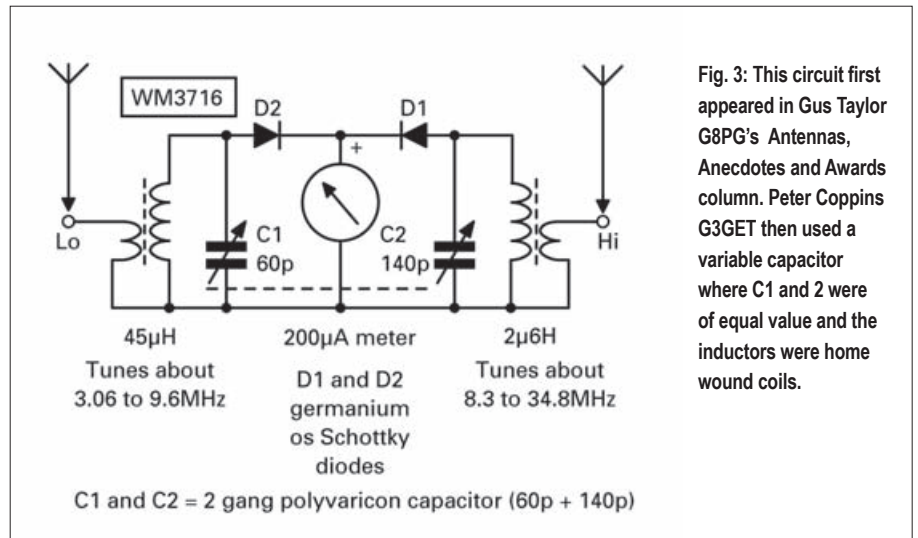 WM3716
D2
D1
+
Lo
C1
60p
C2
140p
Hi
45µH
Tunes about
3.06 to 9.6MHz
200µA meter
D1 and D2
germanium
os Schottky
diodes
2µ6H
Tunes about
8.3 to 34.8MHz
C1 and C2 = 2 gang polyvaricon capacitor (60p + 140p)
Fig. 3: This circuit first
appeared in Gus Taylor
G8PG's Antennas,
Anecdotes and Awards
column. Peter Coppins
G3GET then used a
variable capacitor
where C1 and 2 were
of equal value and the
inductors were home
wound coils.